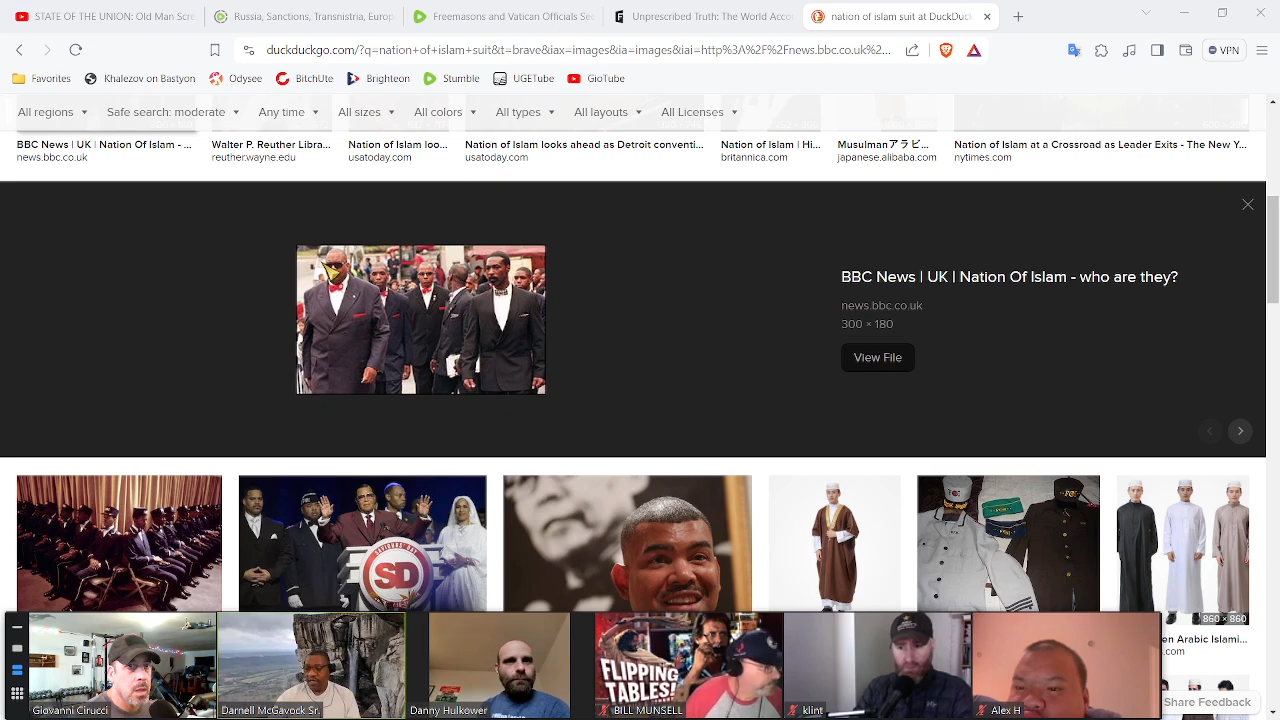 STATE OF THE UNION: Old Man Scre
Russia, Sanctions, Transnistria, Europ
Freemasons and Vatican Officials Sec
Unprescribed Truth: The World Accor
nation of islam suit at DuckDuck
duckduckgo.com/?q=nation+of+islam+suit&t=brave&iax=images&ia=images&iai=http%3A%2F%2Fnews.bbc.co.uk%2...
VPN
Favorites
Khalezov on Bastyon
Odysee
BitchUte
Brighteon
Stumble
UGETube
GioTube
All regions
Safe search: moderate
Any time
All sizes
All colors
All types
All layouts
All Licenses
BBC News | UK | Nation Of Islam - ...
Walter P. Reuther Libra...
Nation of Islam loo...
Nation of Islam looks ahead as Detroit conventi...
Nation of Islam | Hi...
Musulmanアラビ...
Nation of Islam at a Crossroad as Leader Exits - The New Y...
news.bbc.co.uk
reuther.wayne.edu
usatoday.com
usatoday.com
britannica.com
japanese.alibaba.com
nytimes.com
BBC News | UK | Nation Of Islam - who are they?
news.bbc.co.uk
300 × 180
View File
SAVIOURS' DAY
SD
860 × 860
en Arabic Islami...
.com
FLIPPING
TABLES!
Giovanni Cirucci
Darnell McGavock Sr.
Danny Hulkower
BILL MUNSELL
klint
Alex H
Share Feedback